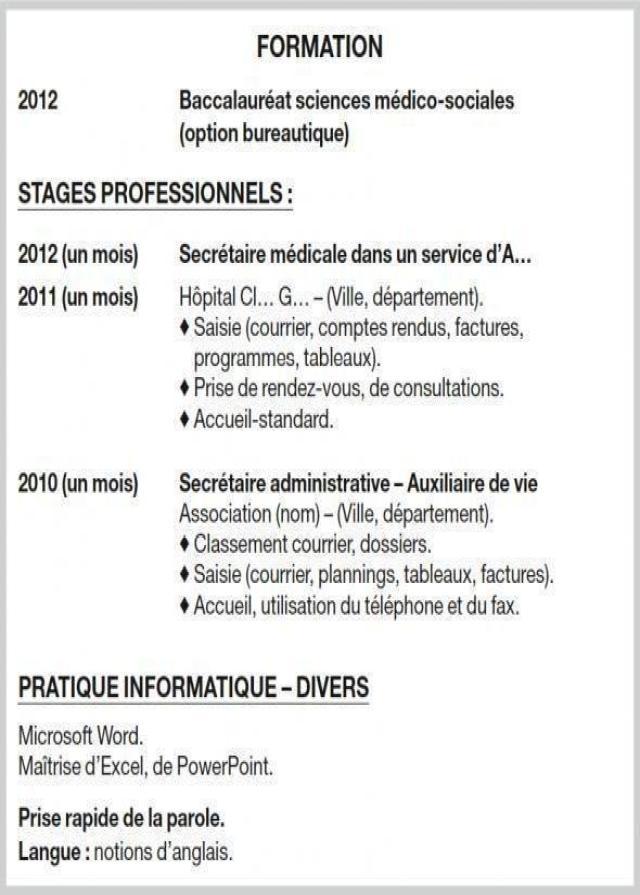 FORMATION
2012 Baccalauréat sciences médico-sociales
(option bureautique)
STAGES PROFESSIONNELS :
2012 (un mois) Secrétaire médicale dans un service d’A…
2011 (un mois) Hôpital Cl… G… – (Ville, département).
♦ Saisie (courrier, comptes rendus, factures,
programmes, tableaux).
♦ Prise de rendez-vous, de consultations.
♦ Accueil-standard.
2010 (un mois) Secrétaire administrative – Auxiliaire de vie
Association (nom) – (Ville, département).
♦ Classement courrier, dossiers.
♦ Saisie (courrier, plannings, tableaux, factures).
♦ Accueil, utilisation du téléphone et du fax.
PRATIQUE INFORMATIQUE – DIVERS
Microsoft Word.
Maîtrise d’Excel, de PowerPoint.
Prise rapide de la parole.
Langue : notions d’anglais.